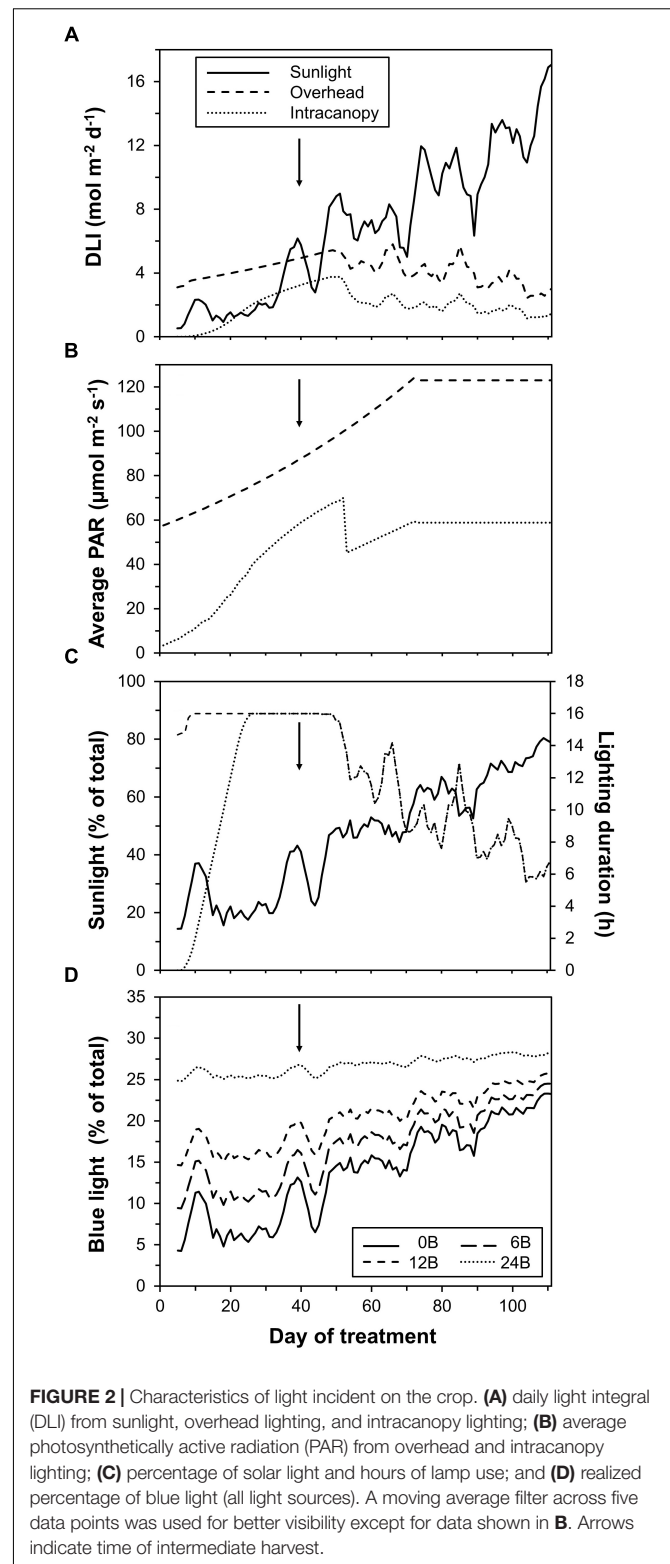 A
DLI (mol m-2 d-1)
16
12
8
4
0
Sunlight
Overhead
Intracanopy
B
Average PAR (µmol m-2 s-1)
120
100
80
60
40
20
0
C
Sunlight (% of total)
100
80
60
40
20
0
18
16
14
12
10
8
6
4
2
0
Lighting duration (h)
D
Blue light (% of total)
35
30
25
20
15
10
5
0
0B 6B
12B 24B
0 20 40 60 80 100
Day of treatment
FIGURE 2 | Characteristics of light incident on the crop. (A) daily light integral
(DLI) from sunlight, overhead lighting, and intracanopy lighting; (B) average
photosynthetically active radiation (PAR) from overhead and intracanopy
lighting; (C) percentage of solar light and hours of lamp use; and (D) realized
percentage of blue light (all light sources). A moving average filter across five
data points was used for better visibility except for data shown in B. Arrows
indicate time of intermediate harvest.